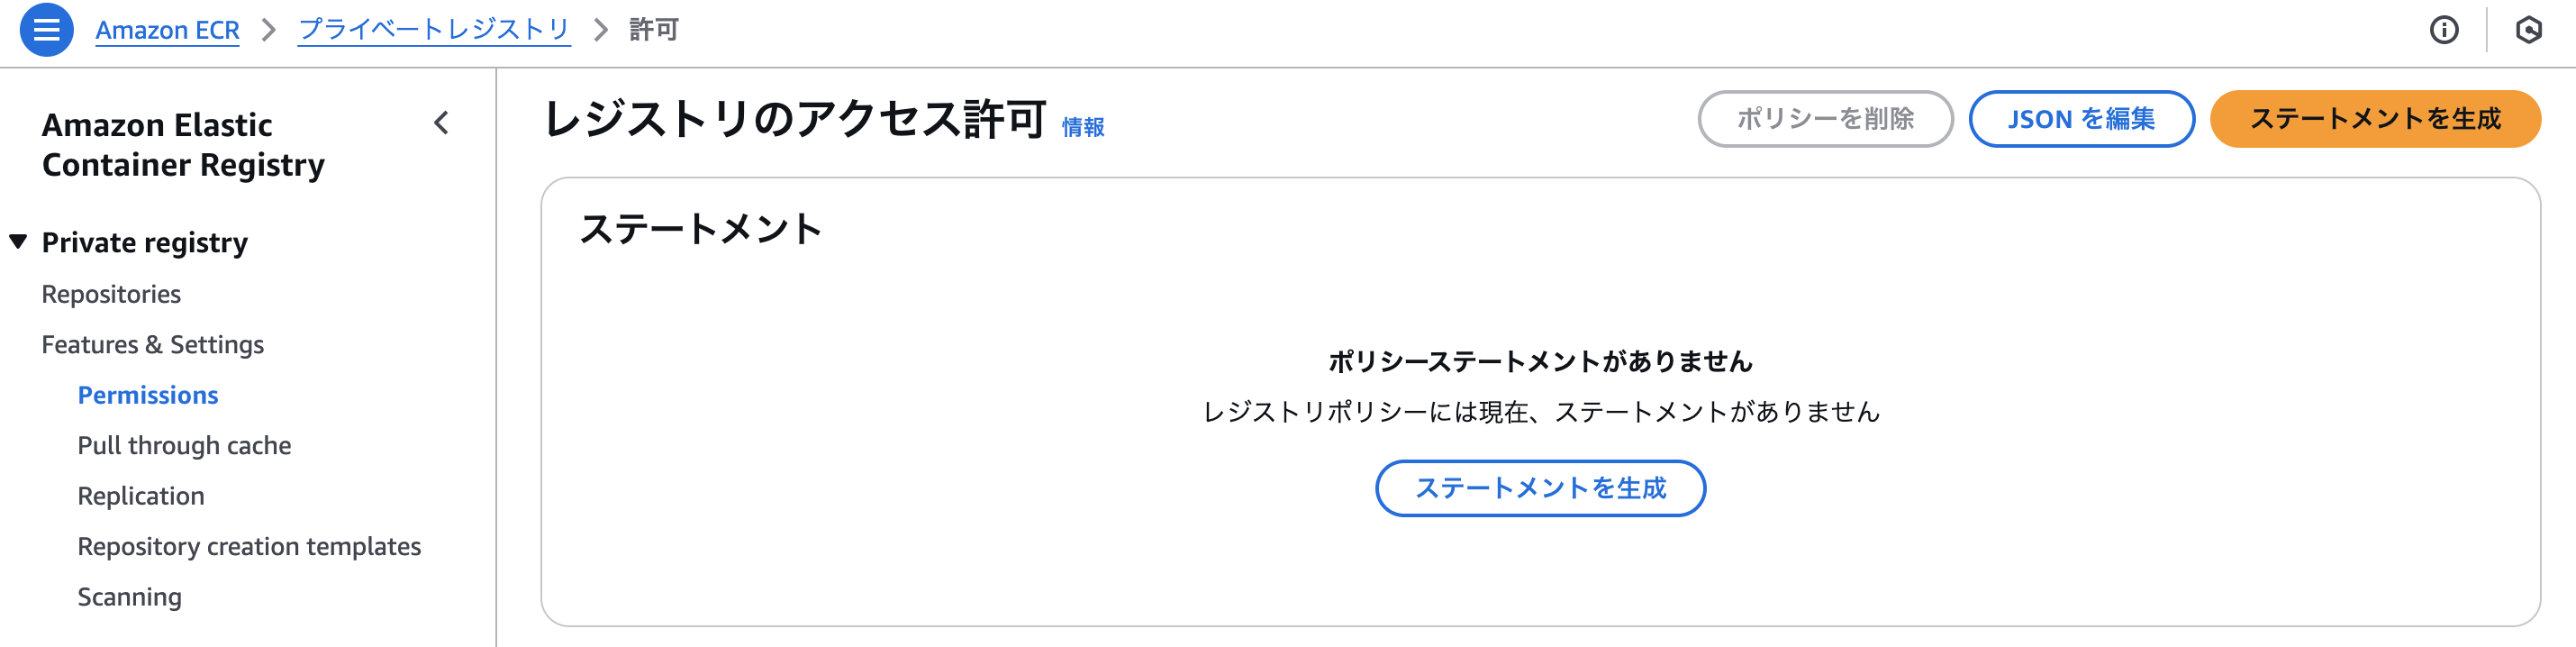 Amazon ECR > プライベートレジストリ > 許可
Amazon Elastic
Container Registry
Private registry
Repositories
Features & Settings
Permissions
Pull through cache
Replication
Repository creation templates
Scanning
レジストリのアクセス許可 情報
ポリシーを削除
JSON を編集
ステートメントを生成
ステートメント
ポリシーステートメントがありません
レジストリポリシーには現在、ステートメントがありません
ステートメントを生成